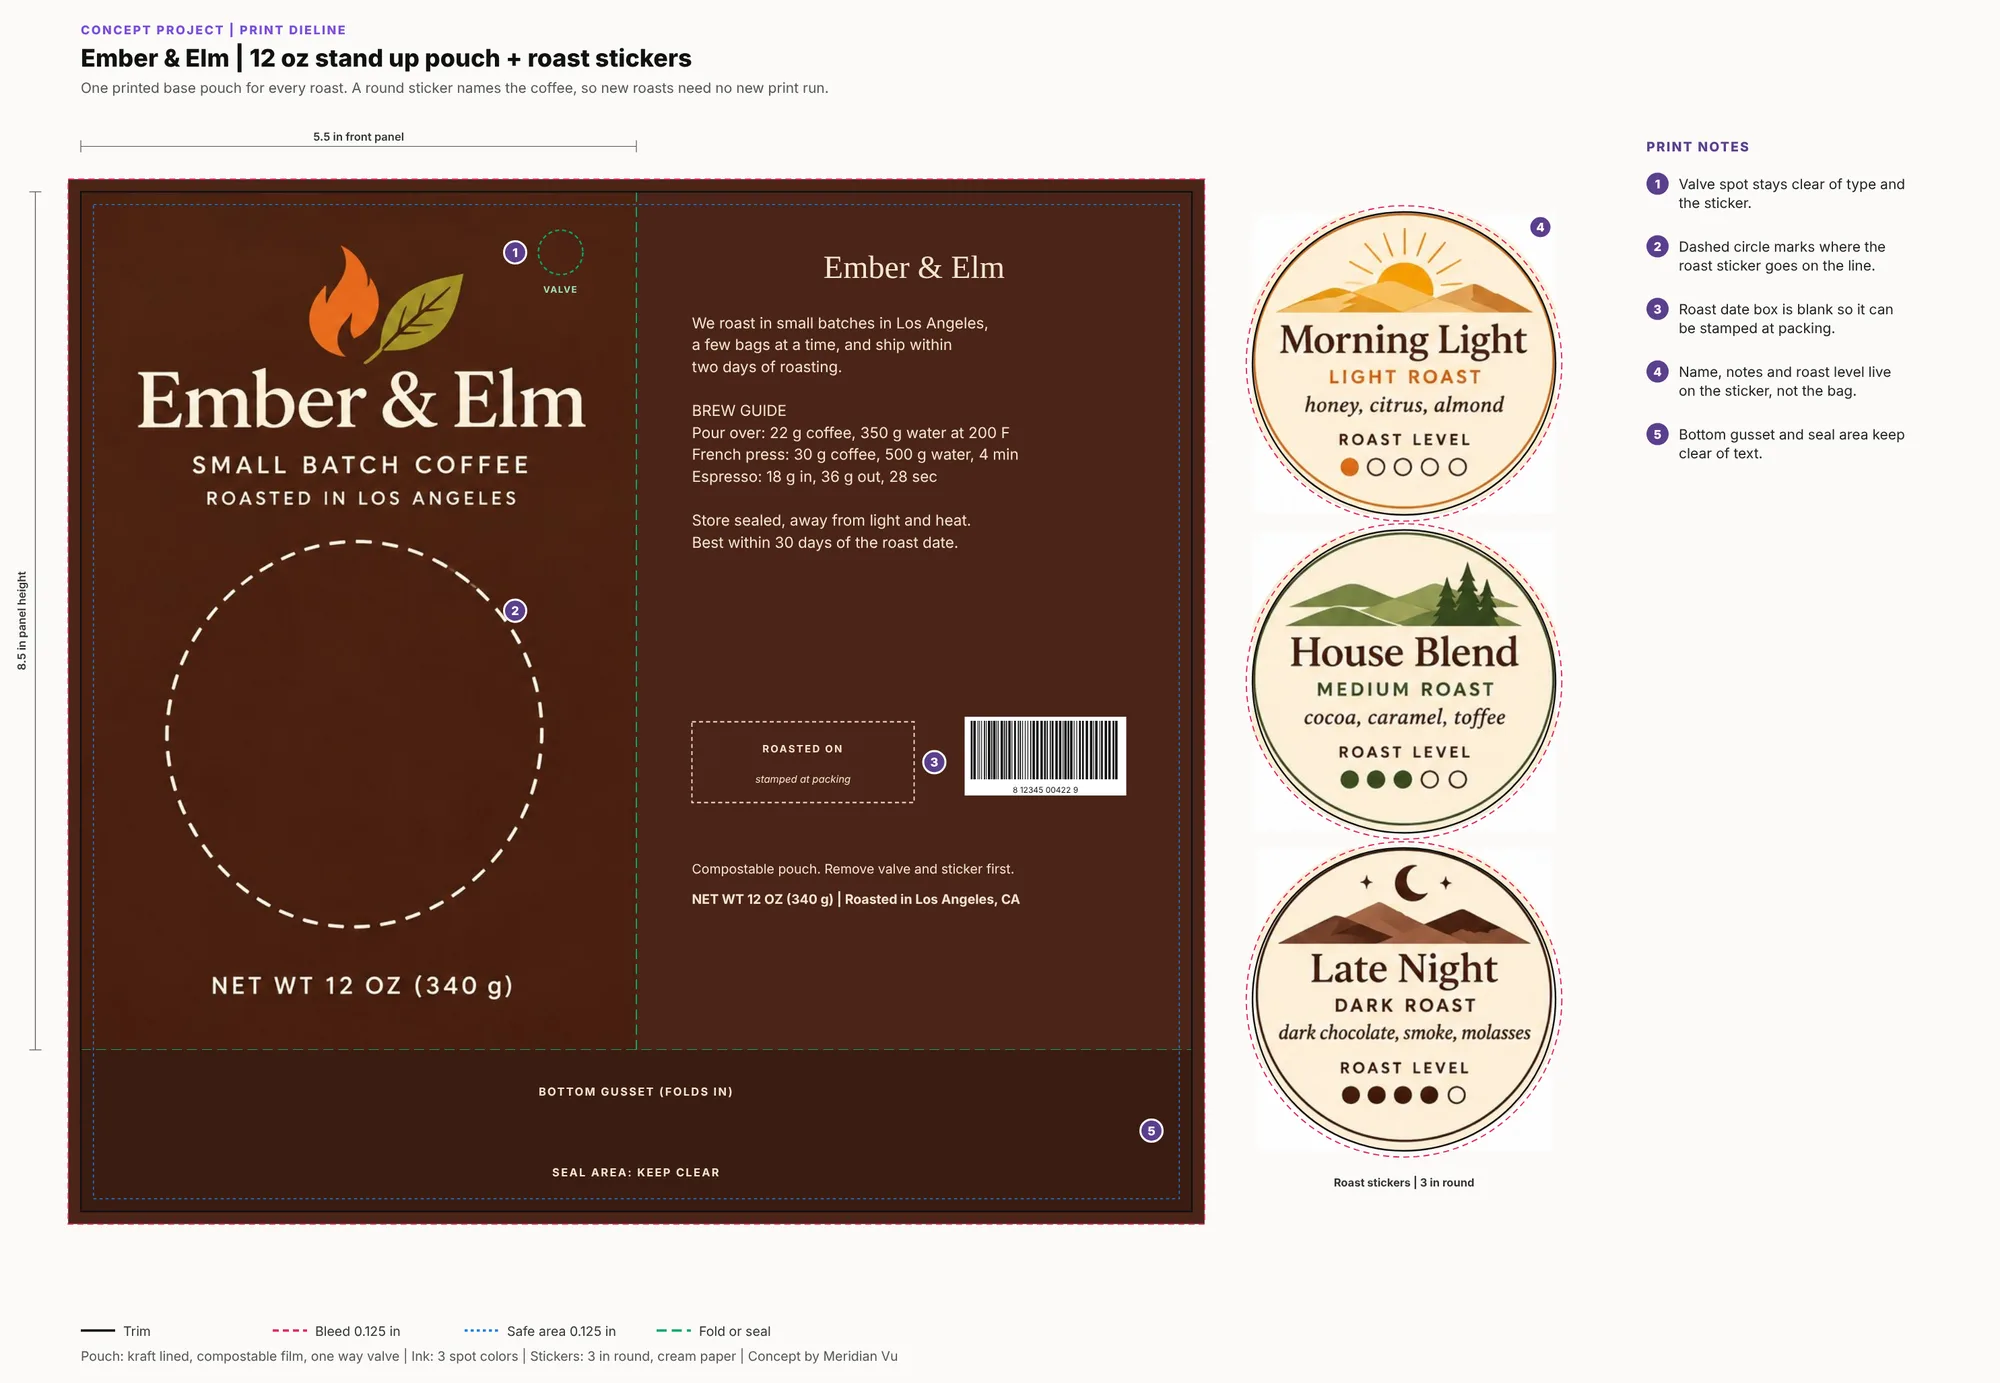 CONCEPT PROJECT | PRINT DIELINE
Ember & Elm | 12 oz stand up pouch + roast stickers
One printed base pouch for every roast. A round sticker names the coffee, so new roasts need no new print run.
5.5 in front panel
8.5 in panel height
1
VALVE
Ember & Elm
SMALL BATCH COFFEE
ROASTED IN LOS ANGELES
2
NET WT 12 OZ (340 g)
Ember & Elm
We roast in small batches in Los Angeles,
a few bags at a time, and ship within
two days of roasting.
BREW GUIDE
Pour over: 22 g coffee, 350 g water at 200 F
French press: 30 g coffee, 500 g water, 4 min
Espresso: 18 g in, 36 g out, 28 sec
Store sealed, away from light and heat.
Best within 30 days of the roast date.
ROASTED ON
stamped at packing
3
8 12345 00422 9
Compostable pouch. Remove valve and sticker first.
NET WT 12 OZ (340 g) | Roasted in Los Angeles, CA
BOTTOM GUSSET (FOLDS IN)
5
SEAL AREA: KEEP CLEAR
4
Morning Light
LIGHT ROAST
honey, citrus, almond
ROAST LEVEL
House Blend
MEDIUM ROAST
cocoa, caramel, toffee
ROAST LEVEL
Late Night
DARK ROAST
dark chocolate, smoke, molasses
ROAST LEVEL
Roast stickers | 3 in round
PRINT NOTES
1 Valve spot stays clear of type and
the sticker.
2 Dashed circle marks where the
roast sticker goes on the line.
3 Roast date box is blank so it can
be stamped at packing.
4 Name, notes and roast level live
on the sticker, not the bag.
5 Bottom gusset and seal area keep
clear of text.
Trim
Bleed 0.125 in
Safe area 0.125 in
Fold or seal
Pouch: kraft lined, compostable film, one way valve | Ink: 3 spot colors | Stickers: 3 in round, cream paper | Concept by Meridian Vu